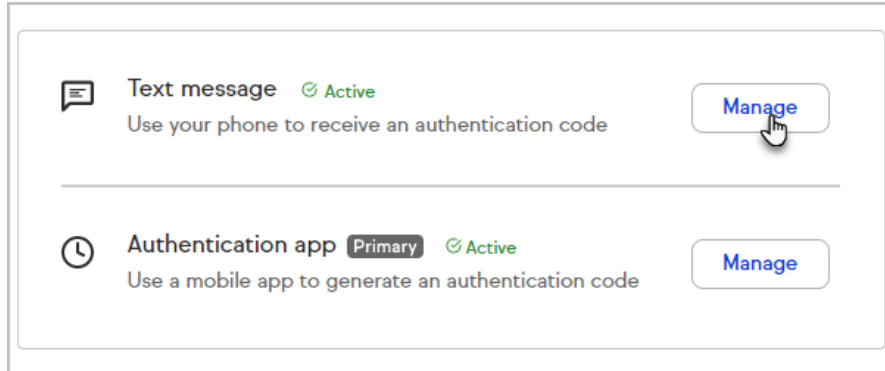 Text message Active
Use your phone to receive an authentication code
Manage
Authentication app Primary Active
Use a mobile app to generate an authentication code
Manage